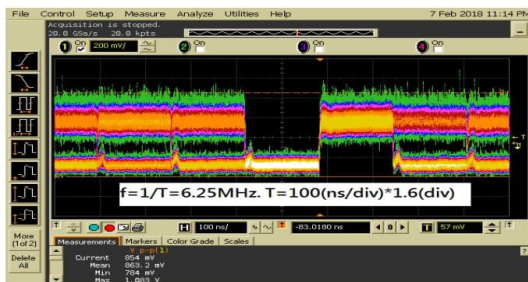 File Control Setup Measure Analyze Utilities Help 7 Feb 2018 11:14 PM
Acquisition is stopped.
20.0 GSa/s 20.0 kpts
1 On 200 mV/ 2 On 3 On 4 On
f=1/T=6.25MHz. T=100(ns/div)*1.6(div)
More
(1of 2)
Delete
All
H 100 ns/ -83.0180 ns 0 T 57 mV
Measurements Markers Color Grade Scales
V p-p(1)
Current 854 mV
Mean 863.2 mV
Min 784 mV
Max 1.083 V